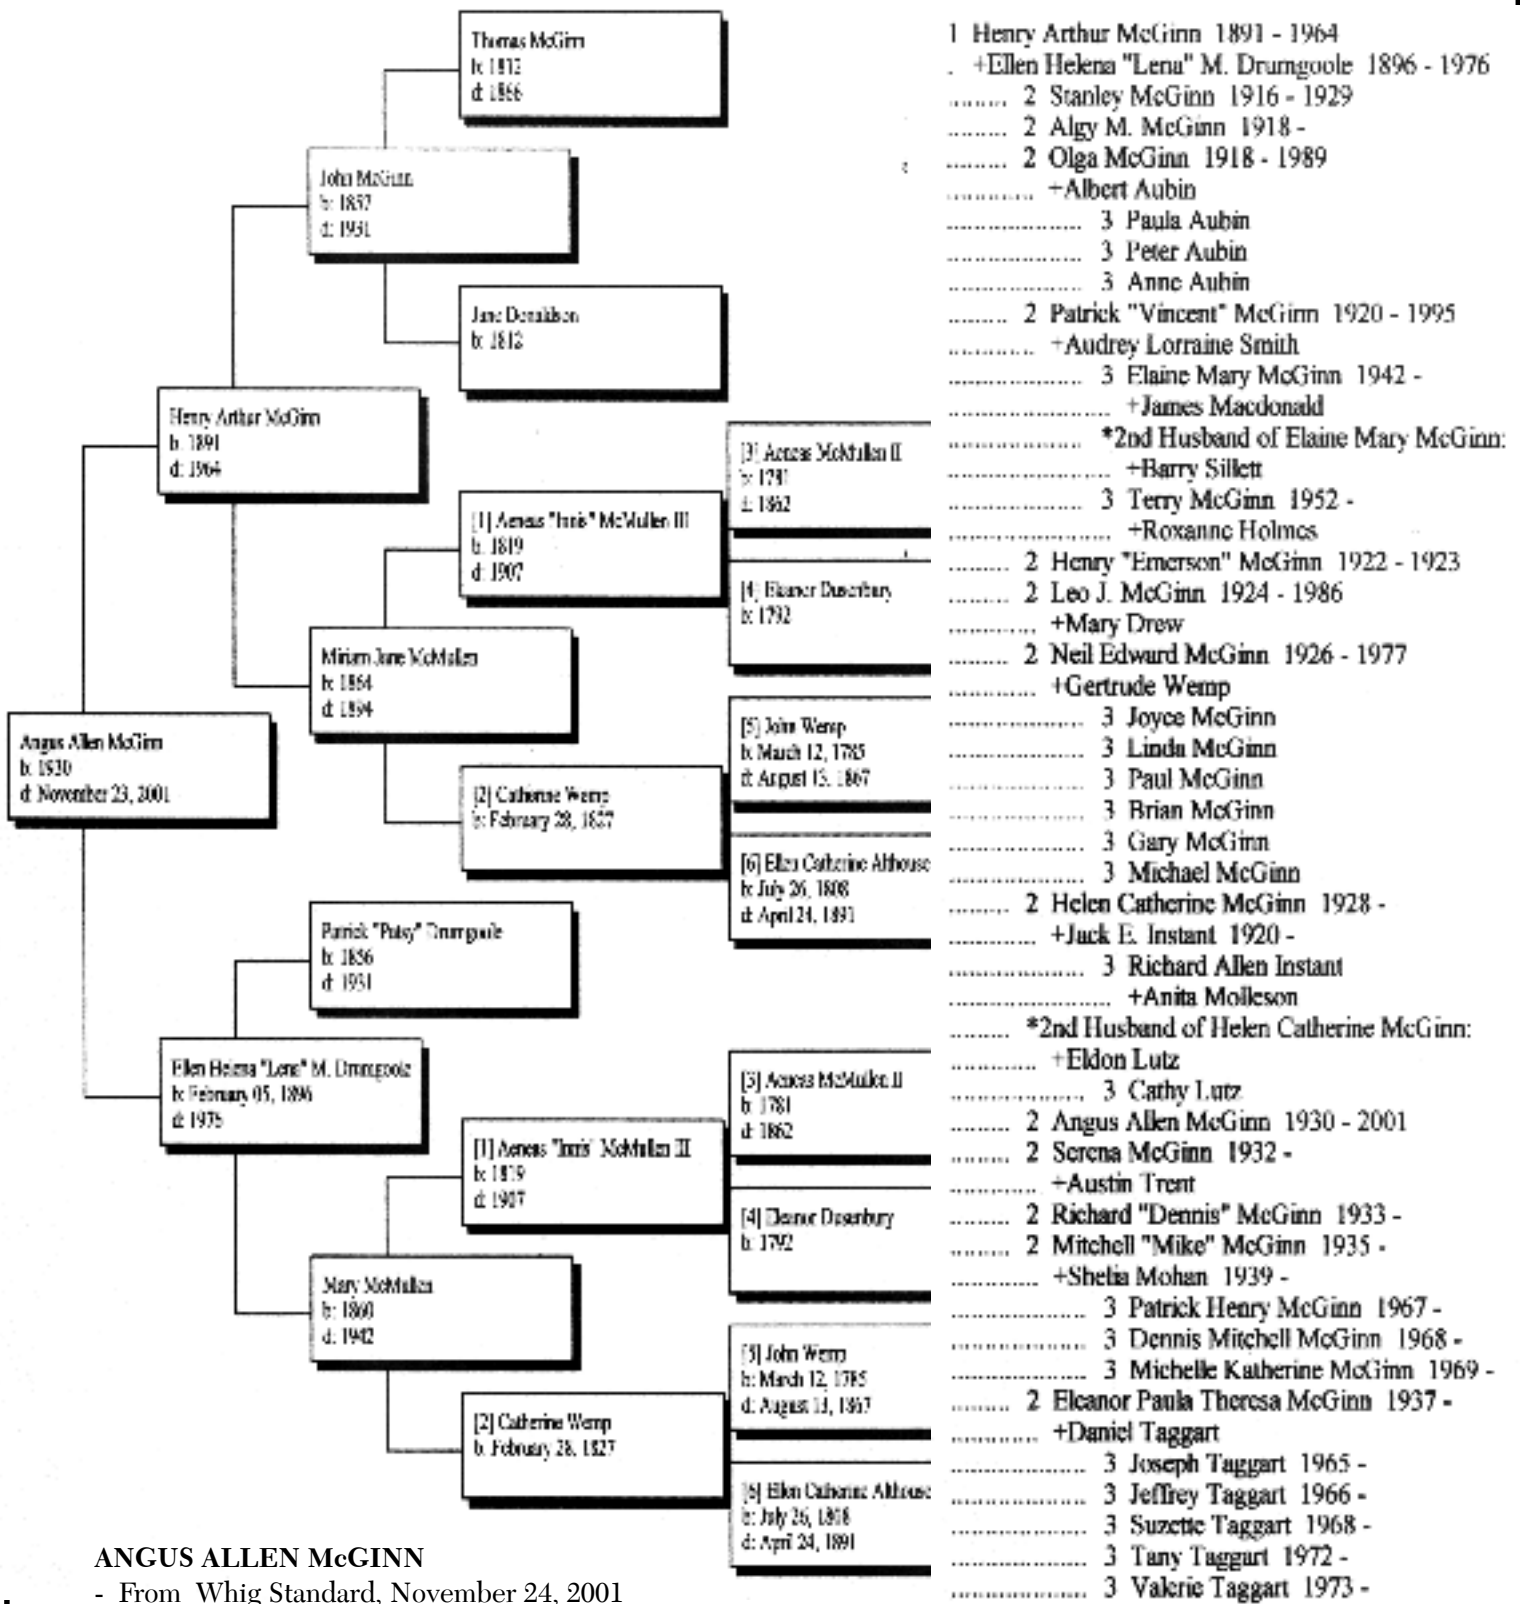 Thomas McGinn
b: 1812
d: 1866
John McGinn
b: 1857
d: 1931
Jane Donaldson
b: 1812
Henry Arthur McGinn
b: 1891
d: 1964
[3] Aeneas McMullen II
b: 1781
d: 1862
[1] Aeneas "Innis" McMullen III
b: 1819
d: 1907
[4] Eleanor Dusenbury
b: 1792
Miriam Jane McMullen
b: 1864
d: 1894
[5] John Wemp
b: March 12, 1785
d: August 13, 1867
Angus Allen McGinn
b: 1930
d: November 23, 2001
[2] Catherine Wemp
b: February 28, 1827
[6] Ellen Catherine Althouse
b: July 26, 1808
d: April 24, 1891
Patrick "Patsy" Drumgoole
b: 1856
d: 1931
Ellen Helena "Lena" M. Drumgoole
b: February 05, 1896
d: 1976
[3] Aeneas McMullen II
b: 1781
d: 1862
[1] Aeneas "Innis" McMullen III
b: 1819
d: 1907
[4] Eleanor Dusenbury
b: 1792
Mary McMullen
b: 1860
d: 1942
[5] John Wemp
b: March 12, 1785
d: August 13, 1867
[2] Catherine Wemp
b: February 28, 1827
[6] Ellen Catherine Althouse
b: July 26, 1808
d: April 24, 1891
ANGUS ALLEN McGINN
- From Whig Standard, November 24, 2001
1 Henry Arthur McGinn 1891 - 1964
. +Ellen Helena "Lena" M. Drumgoole 1896 - 1976
......... 2 Stanley McGinn 1916 - 1929
......... 2 Algy M. McGinn 1918 -
......... 2 Olga McGinn 1918 - 1989
............. +Albert Aubin
.................... 3 Paula Aubin
.................... 3 Peter Aubin
.................... 3 Anne Aubin
......... 2 Patrick "Vincent" McGinn 1920 - 1995
............. +Audrey Lorraine Smith
.................... 3 Elaine Mary McGinn 1942 -
........................ +James Macdonald
.................... *2nd Husband of Elaine Mary McGinn:
........................ +Barry Sillett
.................... 3 Terry McGinn 1952 -
........................ +Roxanne Holmes
......... 2 Henry "Emerson" McGinn 1922 - 1923
......... 2 Leo J. McGinn 1924 - 1986
............. +Mary Drew
......... 2 Neil Edward McGinn 1926 - 1977
............. +Gertrude Wemp
.................... 3 Joyce McGinn
.................... 3 Linda McGinn
.................... 3 Paul McGinn
.................... 3 Brian McGinn
.................... 3 Gary McGinn
.................... 3 Michael McGinn
......... 2 Helen Catherine McGinn 1928 -
............. +Jack E. Instant 1920 -
.................... 3 Richard Allen Instant
........................ +Anita Molleson
......... *2nd Husband of Helen Catherine McGinn:
............. +Eldon Lutz
.................... 3 Cathy Lutz
......... 2 Angus Allen McGinn 1930 - 2001
......... 2 Serena McGinn 1932 -
............. +Austin Trent
......... 2 Richard "Dennis" McGinn 1933 -
......... 2 Mitchell "Mike" McGinn 1935 -
............. +Shelia Mohan 1939 -
.................... 3 Patrick Henry McGinn 1967 -
.................... 3 Dennis Mitchell McGinn 1968 -
.................... 3 Michelle Katherine McGinn 1969 -
......... 2 Eleanor Paula Theresa McGinn 1937 -
............. +Daniel Taggart
.................... 3 Joseph Taggart 1965 -
.................... 3 Jeffrey Taggart 1966 -
.................... 3 Suzette Taggart 1968 -
.................... 3 Tany Taggart 1972 -
.................... 3 Valerie Taggart 1973 -